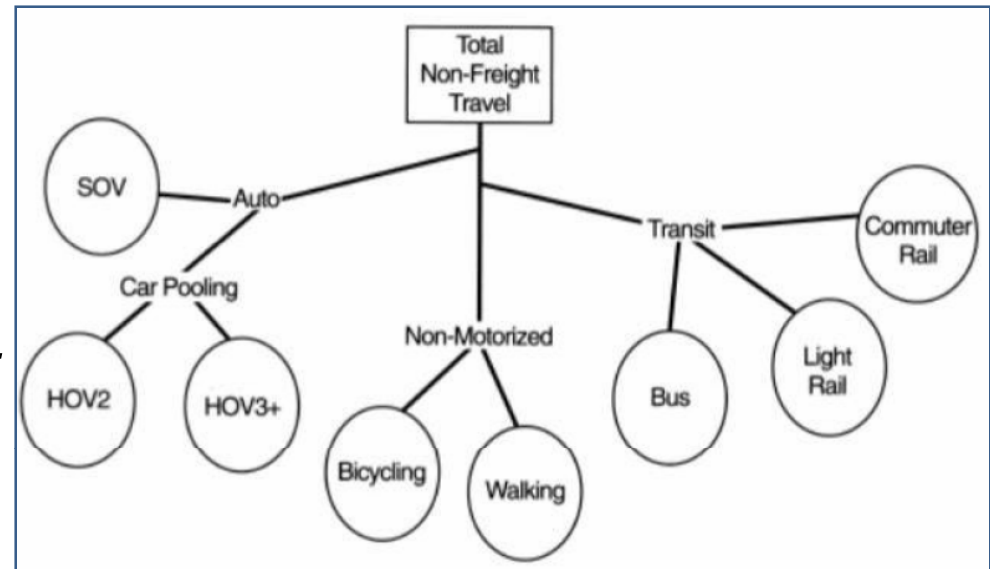 Total
Non-Freight
Travel
SOV
Auto
Transit
Commuter
Rail
Car Pooling
Non-Motorized
HOV2
HOV3+
Bus
Light
Rail
Bicycling
Walking